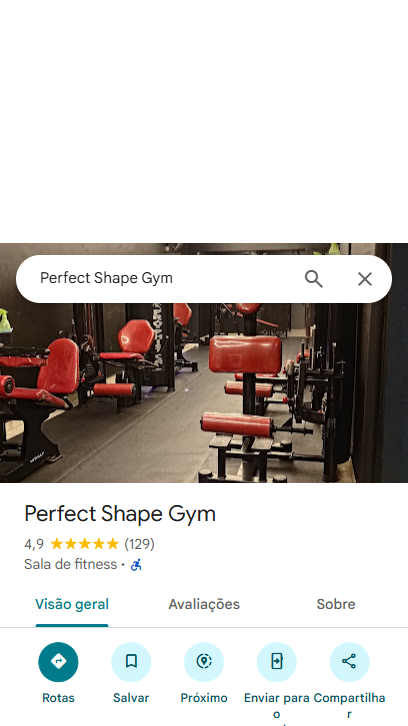 Perfect Shape Gym
Perfect Shape Gym
4,9 (129)
Sala de fitness ·
Visão geral
Avaliações
Sobre
Rotas
Salvar
Próximo
Enviar para
o
Compartilha
r